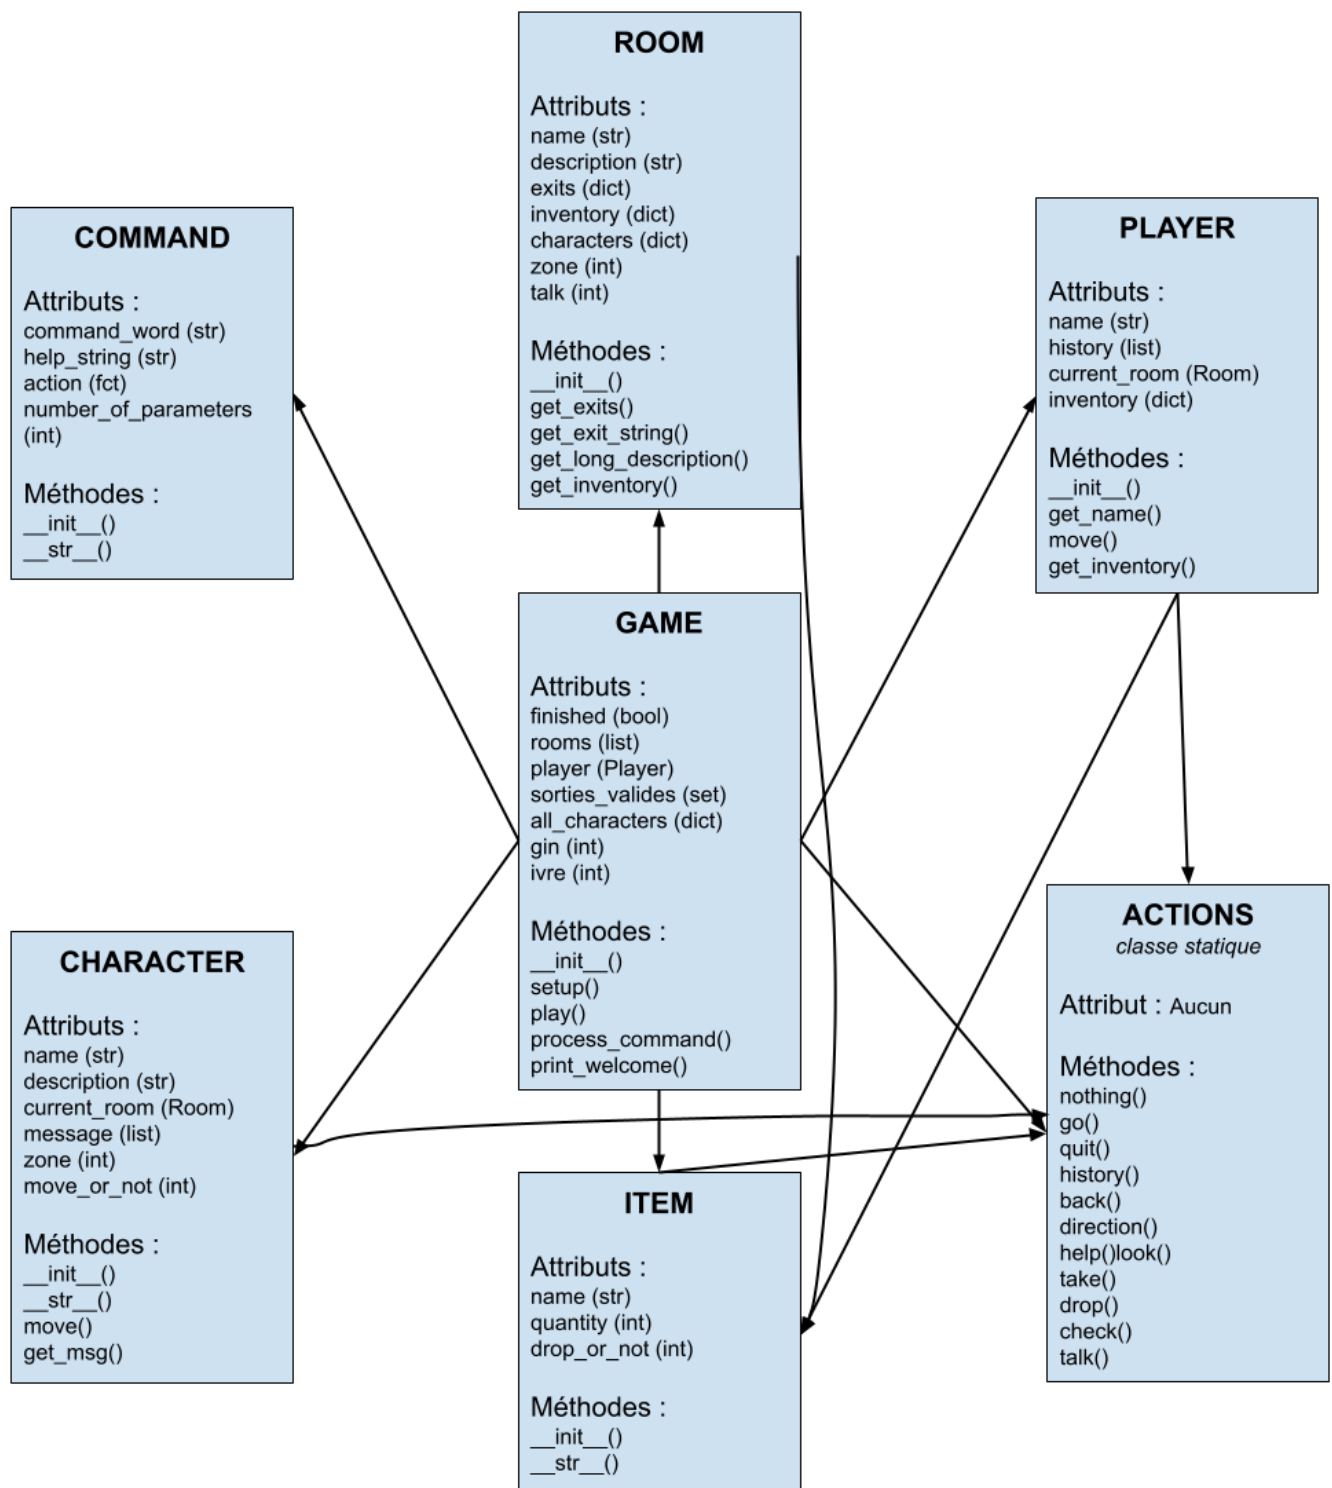 ROOM
Attributs :
name (str)
description (str)
exits (dict)
inventory (dict)
characters (dict)
zone (int)
talk (int)
Méthodes :
__init__()
get_exits()
get_exit_string()
get_long_description()
get_inventory()
COMMAND
Attributs :
command_word (str)
help_string (str)
action (fct)
number_of_parameters
(int)
Méthodes :
__init__()
__str__()
PLAYER
Attributs :
name (str)
history (list)
current_room (Room)
inventory (dict)
Méthodes :
__init__()
get_name()
move()
get_inventory()
GAME
Attributs :
finished (bool)
rooms (list)
player (Player)
sorties_valides (set)
all_characters (dict)
gin (int)
ivre (int)
Méthodes :
__init__()
setup()
play()
process_command()
print_welcome()
CHARACTER
Attributs :
name (str)
description (str)
current_room (Room)
message (list)
zone (int)
move_or_not (int)
Méthodes :
__init__()
__str__()
move()
get_msg()
ACTIONS
classe statique
Attribut : Aucun
Méthodes :
nothing()
go()
quit()
history()
back()
direction()
help()look()
take()
drop()
check()
talk()
ITEM
Attributs :
name (str)
quantity (int)
drop_or_not (int)
Méthodes :
__init__()
__str__()